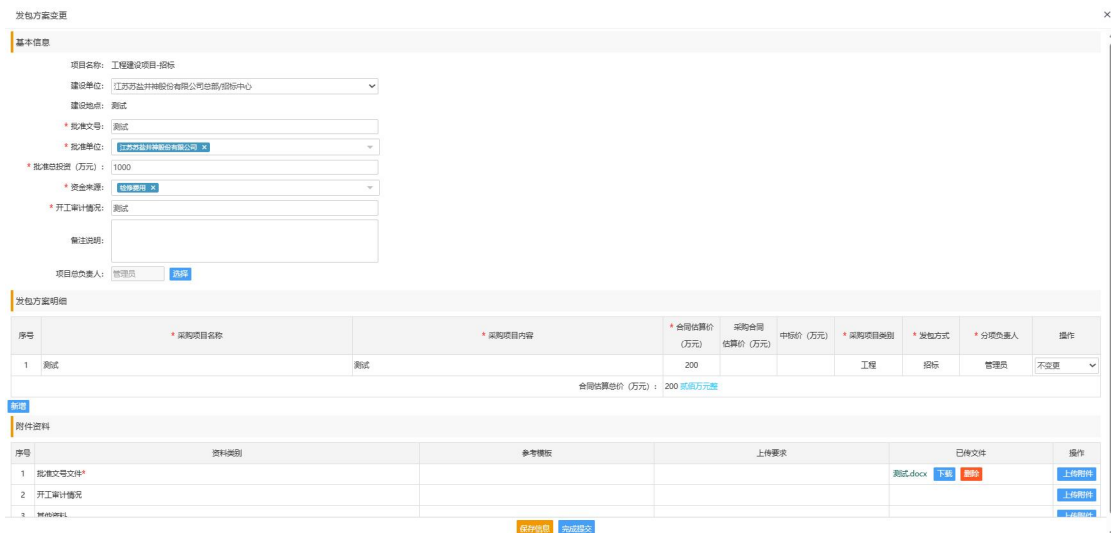 发包方案变更 ×
基本信息
项目名称: 工程建设项目-招标
建设单位: 江苏苏盐井神股份有限公司总部/招标中心
建设地点: 测试
* 批准文号: 测试
* 批准单位: 江苏苏盐井神股份有限公司 ×
* 批准总投资（万元）: 1000
* 资金来源: 检修费用 ×
* 开工审计情况: 测试
备注说明:
项目总负责人: 管理员 选择
发包方案明细
序号 * 采购项目名称 * 采购项目内容 * 合同估算价（万元） 采购合同估算价（万元） 中标价（万元） * 采购项目类别 * 发包方式 * 分项负责人 操作
1 测试 测试 200 工程 招标 管理员 不变更
合同估算总价（万元）: 200 贰佰万元整
新增
附件资料
序号 资料类别 参考模板 上传要求 已传文件 操作
1 批准文号文件* 测试.docx 下载 删除 上传附件
2 开工审计情况 上传附件
3 其他资料 上传附件
保存信息 完成提交